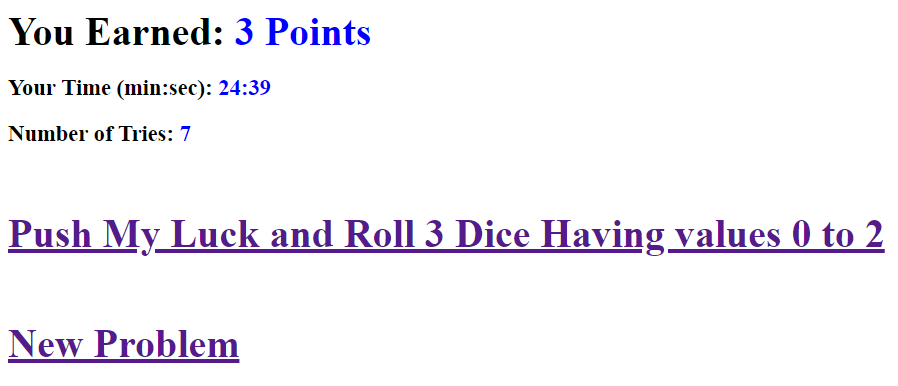 You Earned: 3 Points
Your Time (min:sec): 24:39
Number of Tries: 7
Push My Luck and Roll 3 Dice Having values 0 to 2
New Problem